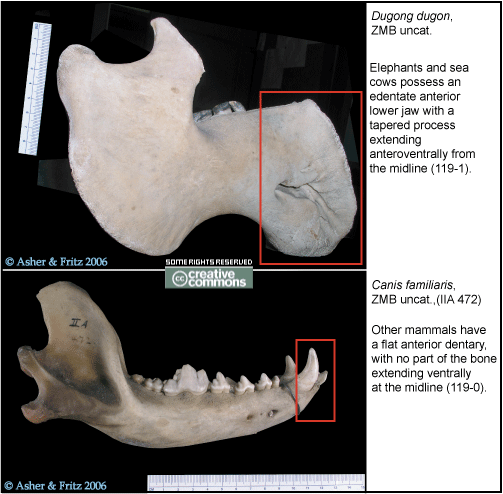 Dugong dugon,
ZMB uncat.
Elephants and sea
cows possess an
edentate anterior
lower jaw with a
tapered process
extending
anteroventrally from
the midline (119-1).
© Asher & Fritz 2006
SOME RIGHTS RESERVED
cc creative
commons
Canis familiaris,
ZMB uncat.,(IIA 472)
Other mammals have
a flat anterior dentary,
with no part of the bone
extending ventrally
at the midline (119-0).
II A
© Asher & Fritz 2006